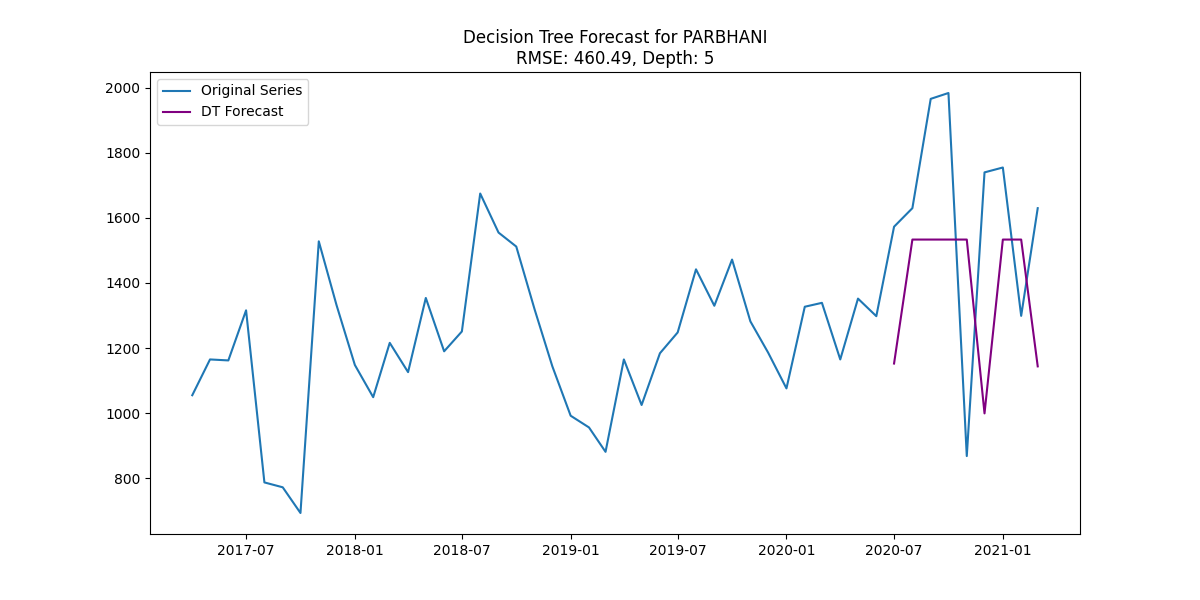 Decision Tree Forecast for PARBHANI
RMSE: 460.49, Depth: 5
Original Series
DT Forecast
2000
1800
1600
1400
1200
1000
800
2017-07 2018-01 2018-07 2019-01 2019-07 2020-01 2020-07 2021-01